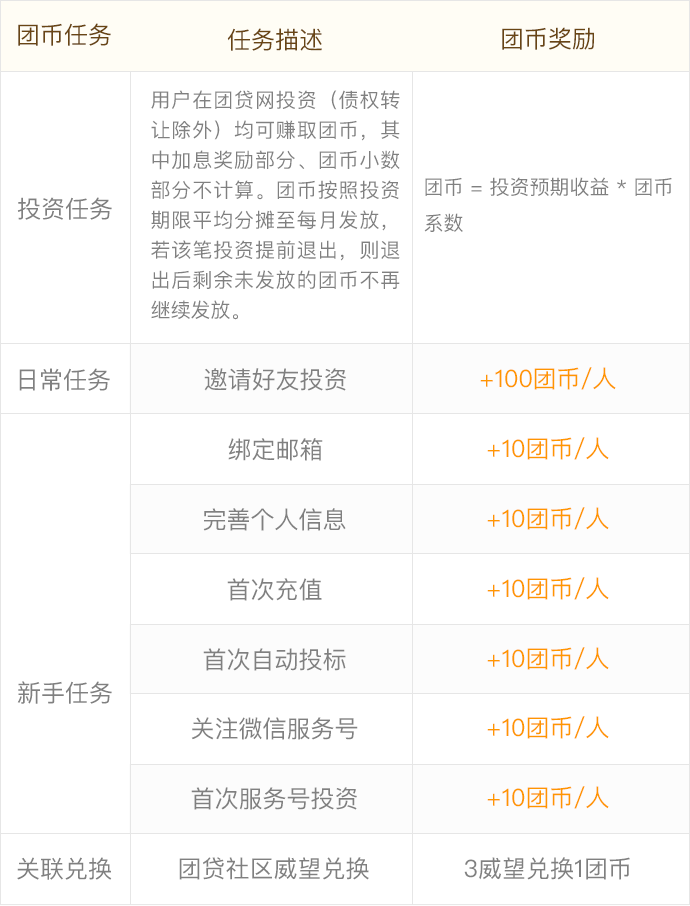 团币任务
任务描述
团币奖励
投资任务
用户在团贷网投资（债权转
让除外）均可赚取团币，其
中加息奖励部分、团币小数
部分不计算。团币按照投资
期限平均分摊至每月发放，
若该笔投资提前退出，则退
出后剩余未发放的团币不再
继续发放。
团币 = 投资预期收益 * 团币
系数
日常任务
邀请好友投资
+100团币/人
新手任务
绑定邮箱
+10团币/人
完善个人信息
+10团币/人
首次充值
+10团币/人
首次自动投标
+10团币/人
关注微信服务号
+10团币/人
首次服务号投资
+10团币/人
关联兑换
团贷社区威望兑换
3威望兑换1团币